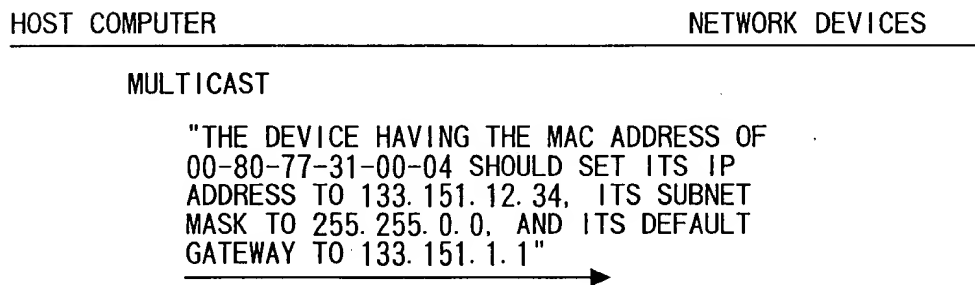 HOST COMPUTER NETWORK DEVICES
MULTICAST
"THE DEVICE HAVING THE MAC ADDRESS OF
00-80-77-31-00-04 SHOULD SET ITS IP
ADDRESS TO 133.151.12.34, ITS SUBNET
MASK TO 255.255.0.0, AND ITS DEFAULT
GATEWAY TO 133.151.1.1"